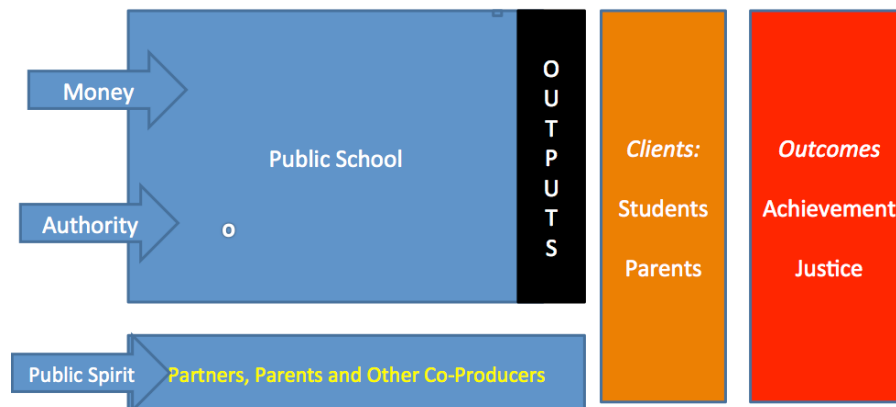 Money
Authority
Public School
o
O
U
T
P
U
T
S
Clients:
Students
Parents
Outcomes
Achievement
Justice
Public Spirit
Partners, Parents and Other Co-Producers